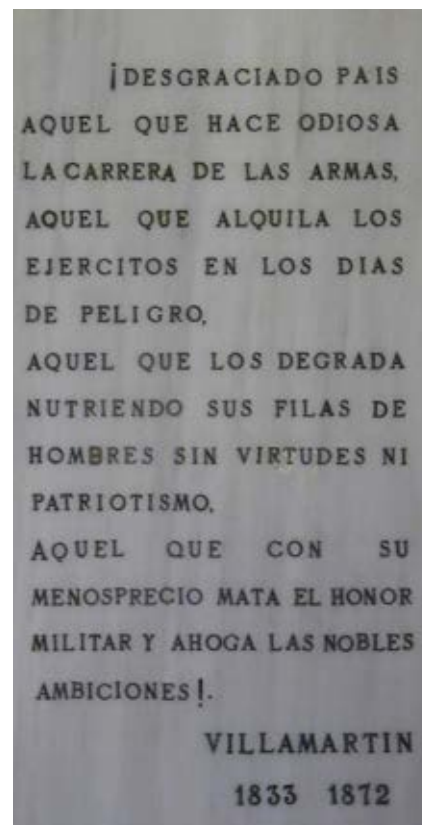 ¡DESGRACIADO PAIS
AQUEL QUE HACE ODIOSA
LA CARRERA DE LAS ARMAS,
AQUEL QUE ALQUILA LOS
EJERCITOS EN LOS DIAS
DE PELIGRO,
AQUEL QUE LOS DEGRADA
NUTRIENDO SUS FILAS DE
HOMBRES SIN VIRTUDES NI
PATRIOTISMO,
AQUEL QUE CON SU
MENOSPRECIO MATA EL HONOR
MILITAR Y AHOGA LAS NOBLES
AMBICIONES!.
VILLAMARTIN
1833 1872